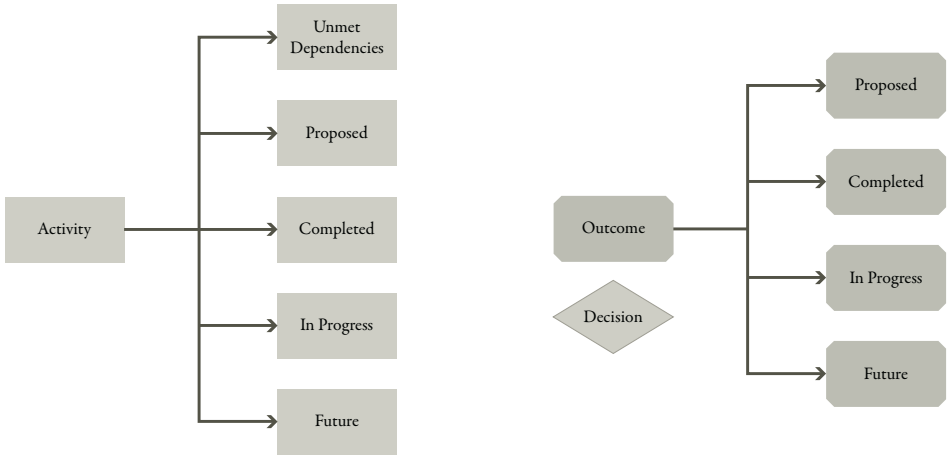 Activity
Unmet
Dependencies
Proposed
Completed
In Progress
Future
Outcome
Decision
Proposed
Completed
In Progress
Future